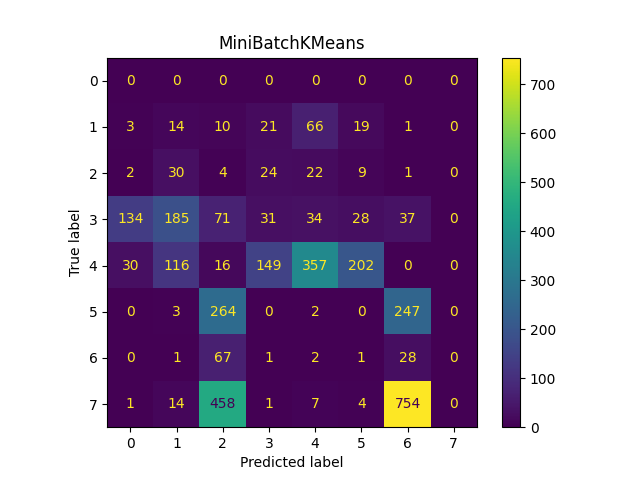 MiniBatchKMeans
True label
0 0 0 0 0 0 0 0 0
1 3 14 10 21 66 19 1 0
2 2 30 4 24 22 9 1 0
3 134 185 71 31 34 28 37 0
4 30 116 16 149 357 202 0 0
5 0 3 264 0 2 0 247 0
6 0 1 67 1 2 1 28 0
7 1 14 458 1 7 4 754 0
0 1 2 3 4 5 6 7
Predicted label
700
600
500
400
300
200
100
0